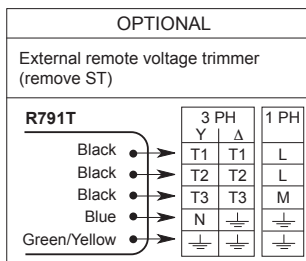 OPTIONAL
External remote voltage trimmer
(remove ST)
R791T
3 PH 1 PH
Y Δ
Black T1 T1 L
Black T2 T2 L
Black T3 T3 M
Blue N
Green/Yellow